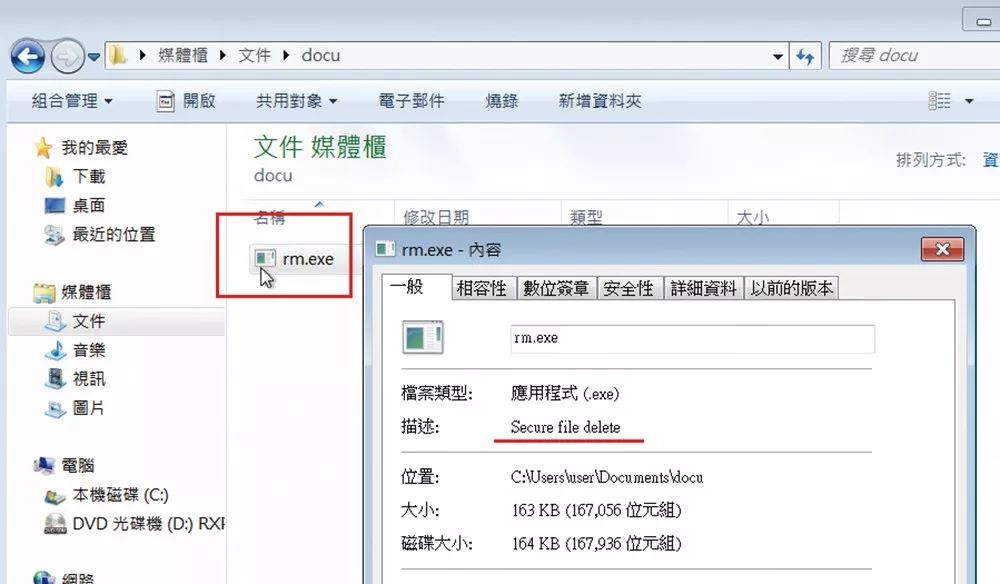 媒體櫃 ▸ 文件 ▸ docu
搜尋 docu
組合管理 開啟 共用對象 電子郵件 燒錄 新增資料夾
我的最愛
下載
桌面
最近的位置
媒體櫃
文件
音樂
視訊
圖片
電腦
本機磁碟 (C:)
DVD 光碟機 (D:) RXF
網路
文件 媒體櫃
docu
排列方式: 資
名稱 修改日期 類型 大小
rm.exe
rm.exe - 內容
一般 相容性 數位簽章 安全性 詳細資料 以前的版本
rm.exe
檔案類型: 應用程式 (.exe)
描述: Secure file delete
位置: C:\Users\user\Documents\docu
大小: 163 KB (167,056 位元組)
磁碟大小: 164 KB (167,936 位元組)